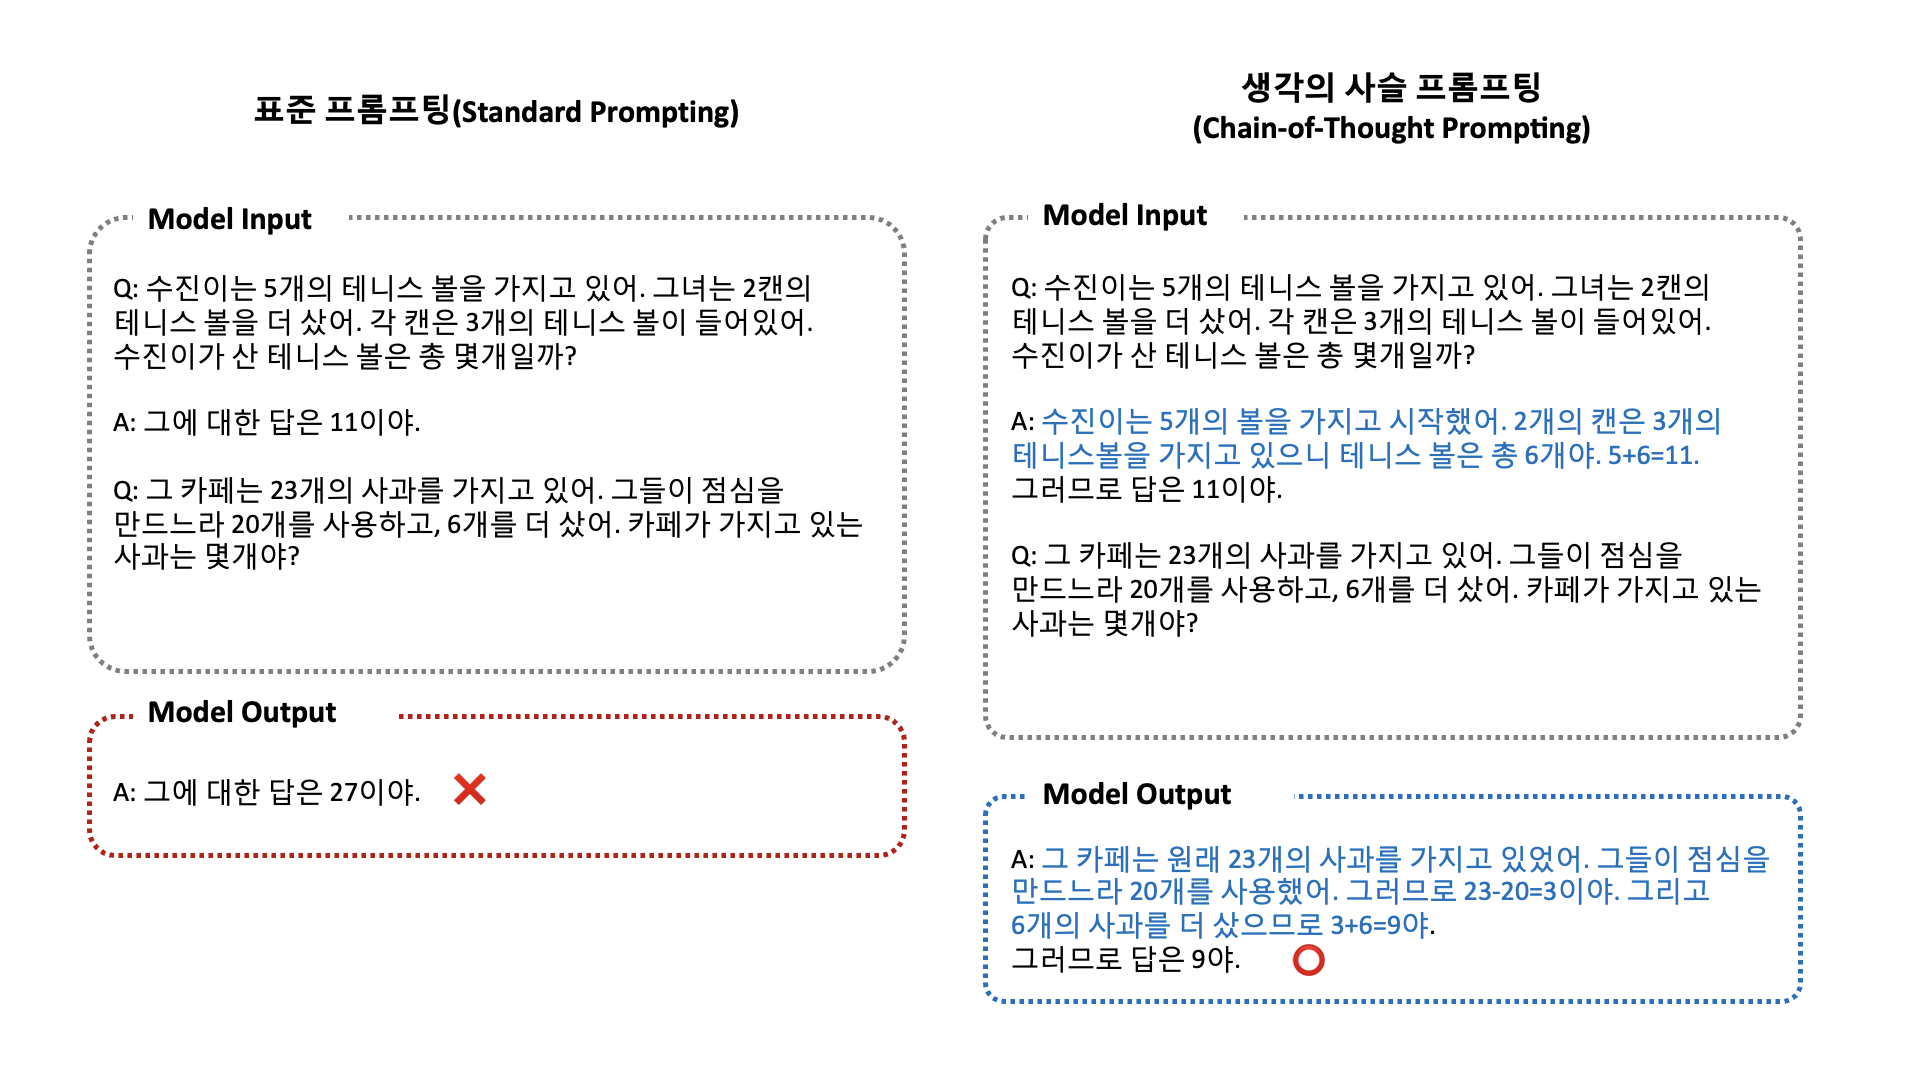 표준 프롬프팅(Standard Prompting)
Model Input
Q: 수진이는 5개의 테니스 볼을 가지고 있어. 그녀는 2캔의
테니스 볼을 더 샀어. 각 캔은 3개의 테니스 볼이 들어있어.
수진이가 산 테니스 볼은 총 몇개일까?
A: 그에 대한 답은 11이야.
Q: 그 카페는 23개의 사과를 가지고 있어. 그들이 점심을
만드느라 20개를 사용하고, 6개를 더 샀어. 카페가 가지고 있는
사과는 몇개야?
Model Output
A: 그에 대한 답은 27이야.
생각의 사슬 프롬프팅
(Chain-of-Thought Prompting)
Model Input
Q: 수진이는 5개의 테니스 볼을 가지고 있어. 그녀는 2캔의
테니스 볼을 더 샀어. 각 캔은 3개의 테니스 볼이 들어있어.
수진이가 산 테니스 볼은 총 몇개일까?
A: 수진이는 5개의 볼을 가지고 시작했어. 2개의 캔은 3개의
테니스볼을 가지고 있으니 테니스 볼은 총 6개야. 5+6=11.
그러므로 답은 11이야.
Q: 그 카페는 23개의 사과를 가지고 있어. 그들이 점심을
만드느라 20개를 사용하고, 6개를 더 샀어. 카페가 가지고 있는
사과는 몇개야?
Model Output
A: 그 카페는 원래 23개의 사과를 가지고 있었어. 그들이 점심을
만드느라 20개를 사용했어. 그러므로 23-20=3이야. 그리고
6개의 사과를 더 샀으므로 3+6=9야.
그러므로 답은 9야.